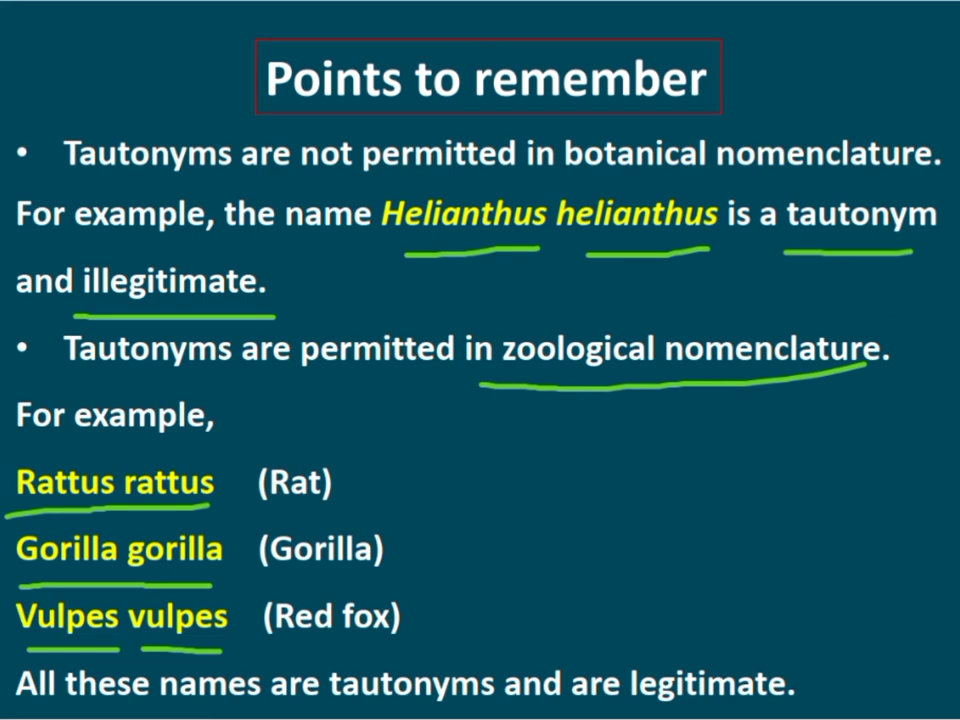 Points to remember
• Tautonyms are not permitted in botanical nomenclature.
For example, the name Helianthus helianthus is a tautonym
and illegitimate.
• Tautonyms are permitted in zoological nomenclature.
For example,
Rattus rattus (Rat)
Gorilla gorilla (Gorilla)
Vulpes vulpes (Red fox)
All these names are tautonyms and are legitimate.